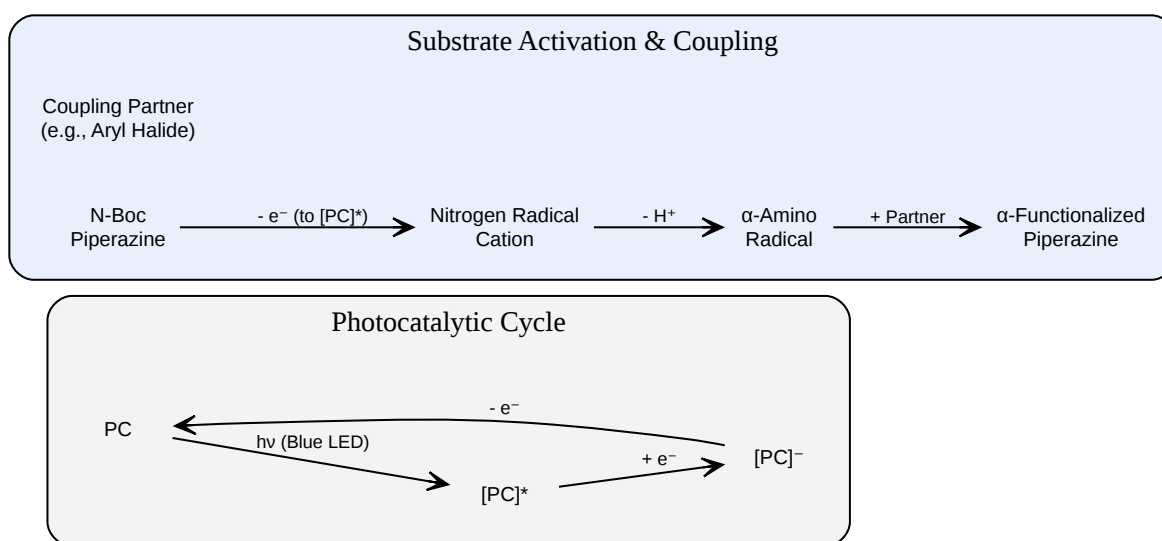 Substrate Activation & Coupling
Coupling Partner
(e.g., Aryl Halide)
N-Boc
Piperazine
- e⁻ (to [PC]*)
Nitrogen Radical
Cation
- H⁺
α-Amino
Radical
+ Partner
α-Functionalized
Piperazine
Photocatalytic Cycle
PC
- e⁻
hν (Blue LED)
[PC]*
+ e⁻
[PC]⁻